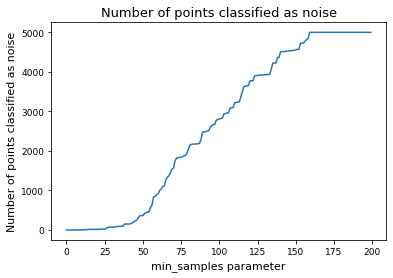 Number of points classified as noise
Number of points classified as noise
5000
4000
3000
2000
1000
0
0 25 50 75 100 125 150 175 200
min_samples parameter